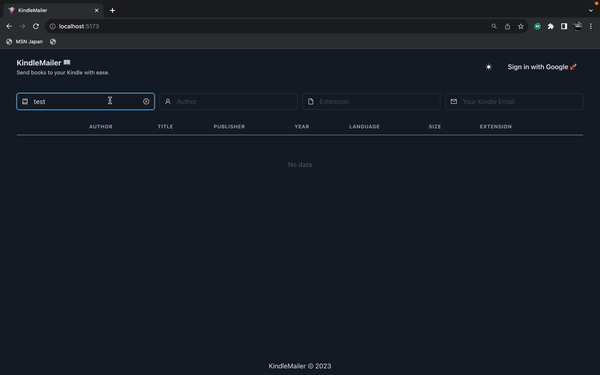 KindleMailer
localhost:5173
MSN Japan
KindleMailer
Send books to your Kindle with ease.
Sign in with Google
test
Author
Extension
Your Kindle Email
AUTHOR TITLE PUBLISHER YEAR LANGUAGE SIZE EXTENSION
No data
KindleMailer © 2023